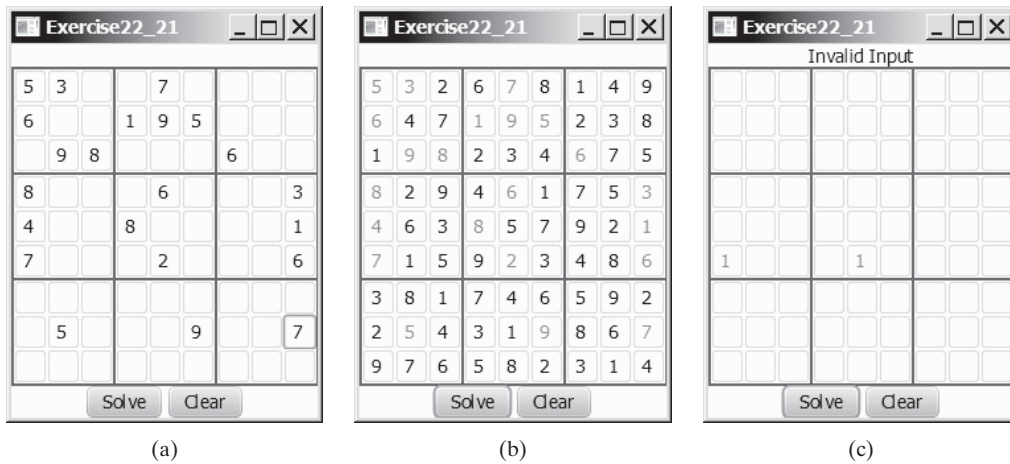 Exercise22_21
5 3 7
6 1 9 5
9 8 6
8 6 3
4 8 1
7 2 6
5 9 7
Solve Clear
(a)
Exercise22_21
5 3 2 6 7 8 1 4 9
6 4 7 1 9 5 2 3 8
1 9 8 2 3 4 6 7 5
8 2 9 4 6 1 7 5 3
4 6 3 8 5 7 9 2 1
7 1 5 9 2 3 4 8 6
3 8 1 7 4 6 5 9 2
2 5 4 3 1 9 8 6 7
9 7 6 5 8 2 3 1 4
Solve Clear
(b)
Exercise22_21
Invalid Input
1 1
Solve Clear
(c)